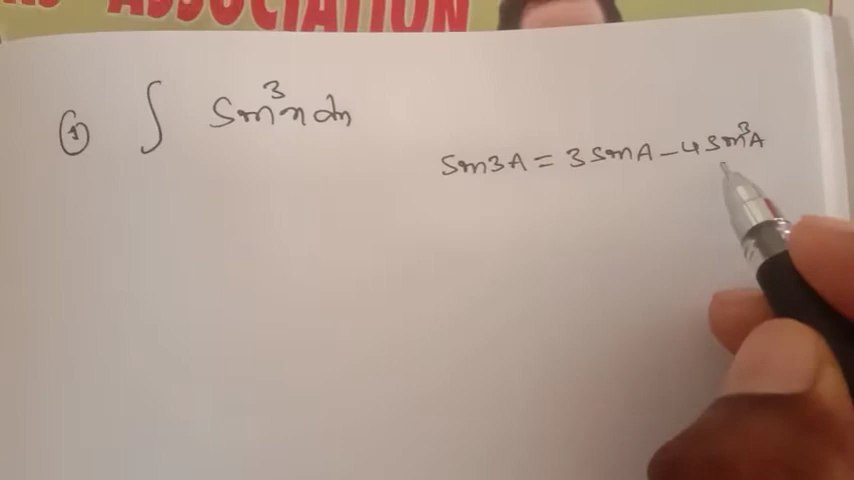 ASSOCIATION
① ∫ sin³x dx
sin3A = 3sinA - 4sin³A